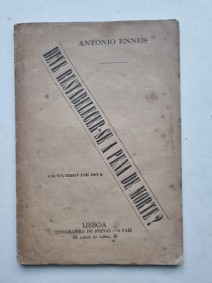 ANTONIO ENNES
DEVE RESTABELECER-SE A PENA DE MORTE?
OUTUBRO DE 1874
LISBOA
TYPOGRAPHIA DO JORNAL—O PAIZ